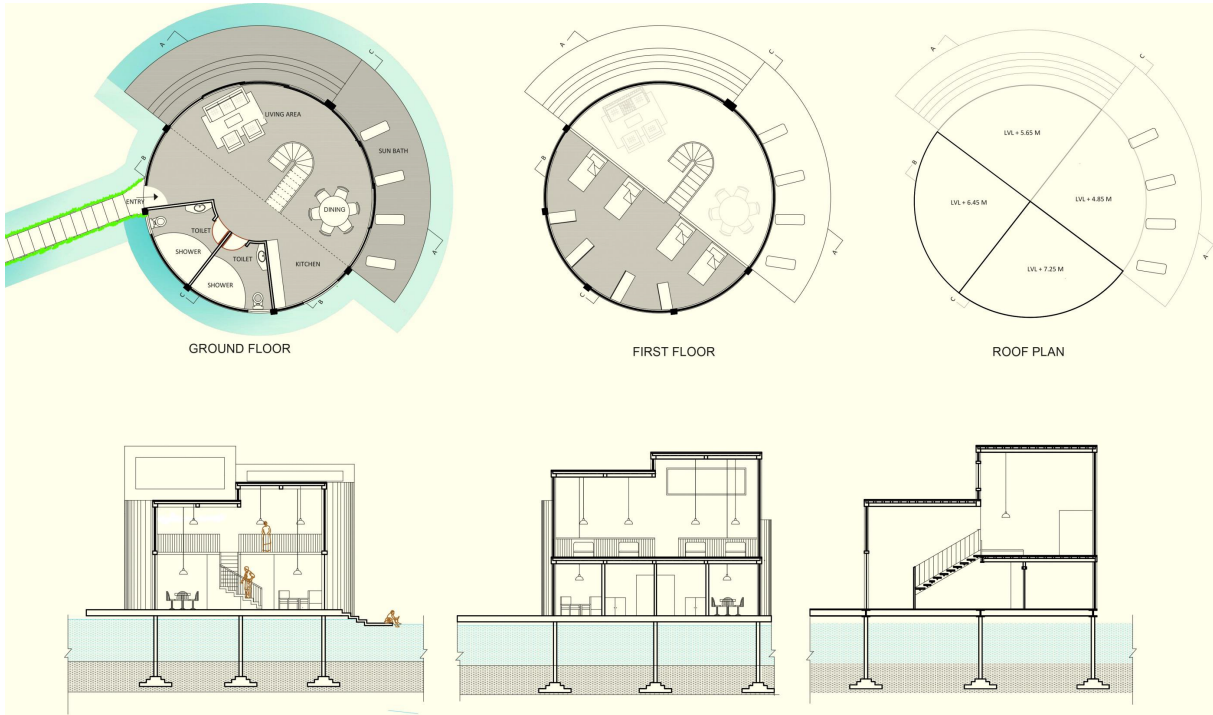 A
C
LIVING AREA
SUN BATH
B
ENTRY
DINING
TOILET
SHOWER
TOILET
KITCHEN
SHOWER
A
C
B
GROUND FLOOR
A
C
B
A
C
B
FIRST FLOOR
A
C
LVL + 5.65 M
B
LVL + 6.45 M
LVL + 4.85 M
A
LVL + 7.25 M
C
ROOF PLAN